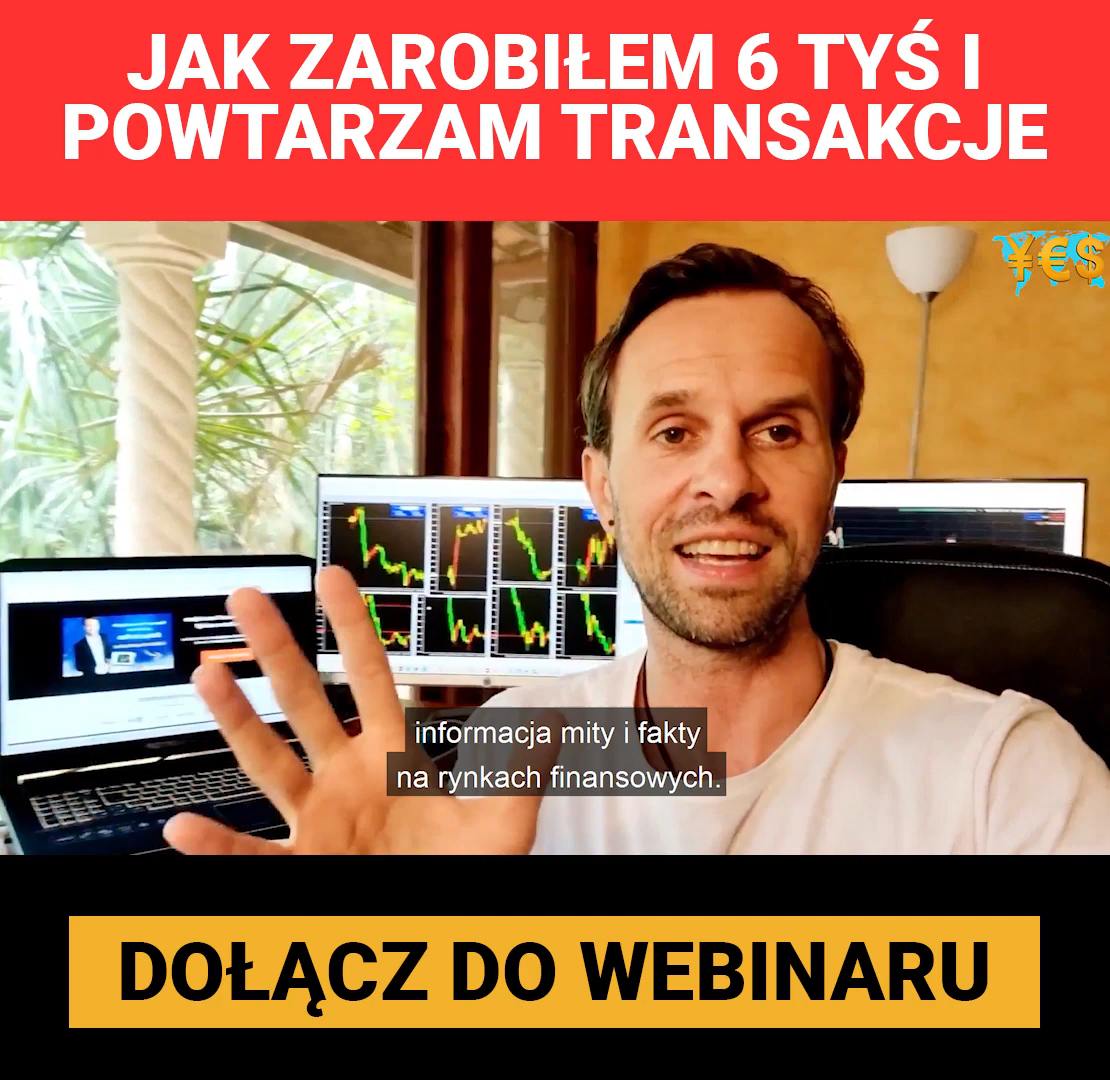 JAK ZAROBIŁEM 6 TYŚ I
POWTARZAM TRANSAKCJE
¥€$
informacja mity i fakty
na rynkach finansowych.
DOŁĄCZ DO WEBINARU